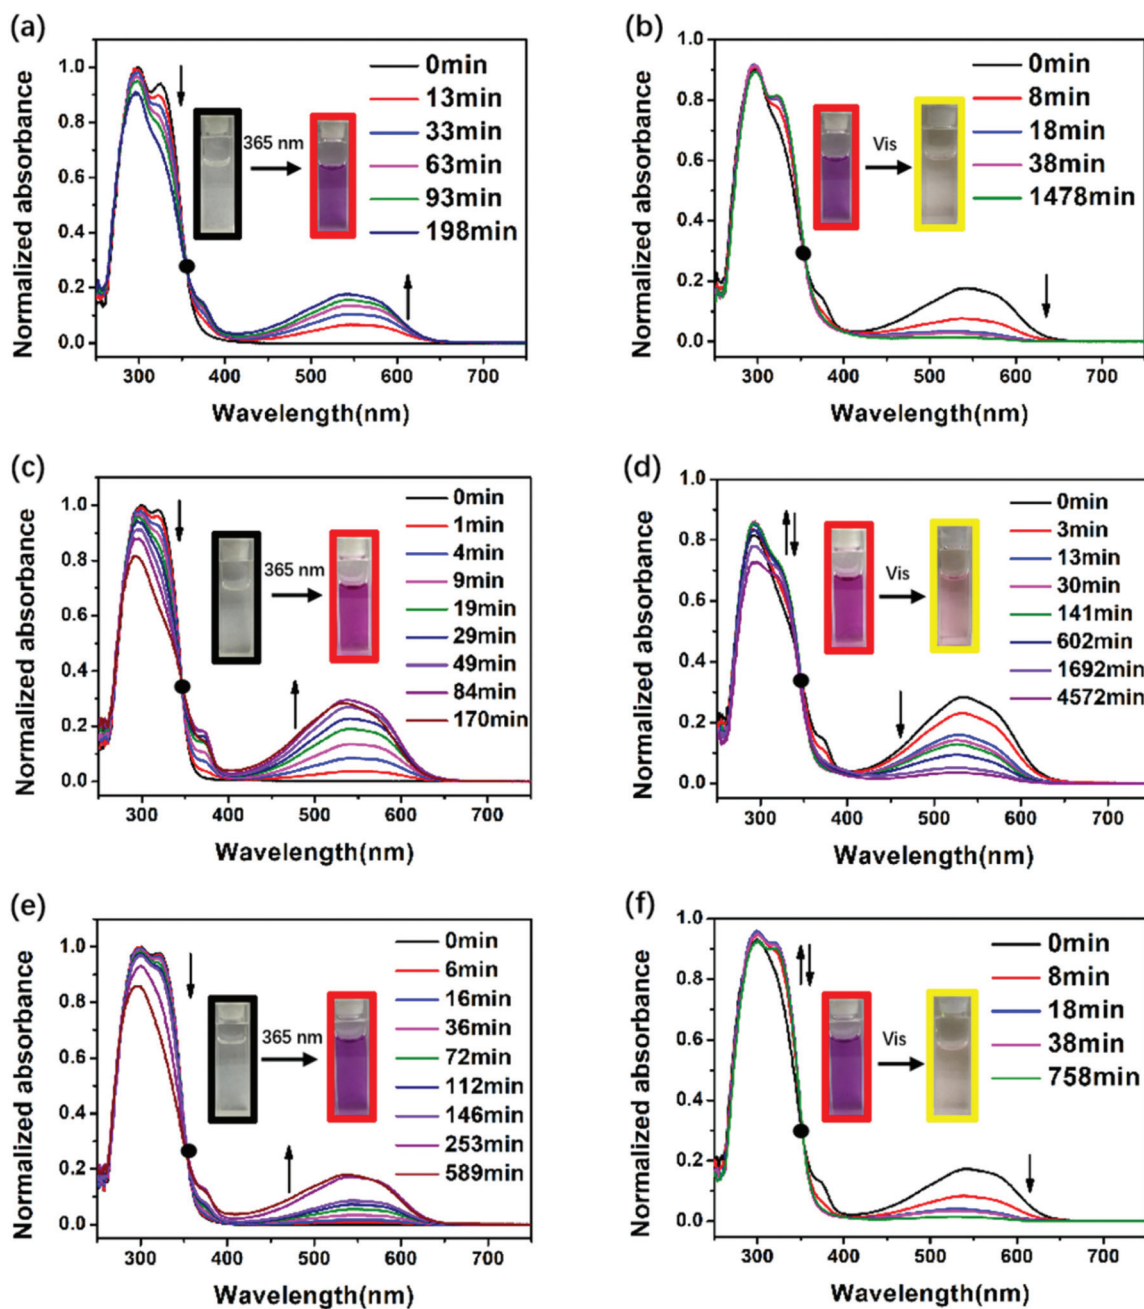 (a)
Normalized absorbance
1.0
0.8
0.6
0.4
0.2
0.0
300 400 500 600 700
Wavelength(nm)
365 nm
0min
13min
33min
63min
93min
198min
(b)
Normalized absorbance
1.0
0.8
0.6
0.4
0.2
0.0
300 400 500 600 700
Wavelength(nm)
Vis
0min
8min
18min
38min
1478min
(c)
Normalized absorbance
1.0
0.8
0.6
0.4
0.2
0.0
300 400 500 600 700
Wavelength(nm)
365 nm
0min
1min
4min
9min
19min
29min
49min
84min
170min
(d)
Normalized absorbance
1.0
0.8
0.6
0.4
0.2
0.0
300 400 500 600 700
Wavelength(nm)
Vis
0min
3min
13min
30min
141min
602min
1692min
4572min
(e)
Normalized absorbance
1.0
0.8
0.6
0.4
0.2
0.0
300 400 500 600 700
Wavelength(nm)
365 nm
0min
6min
16min
36min
72min
112min
146min
253min
589min
(f)
Normalized absorbance
1.0
0.8
0.6
0.4
0.2
0.0
300 400 500 600 700
Wavelength(nm)
Vis
0min
8min
18min
38min
758min